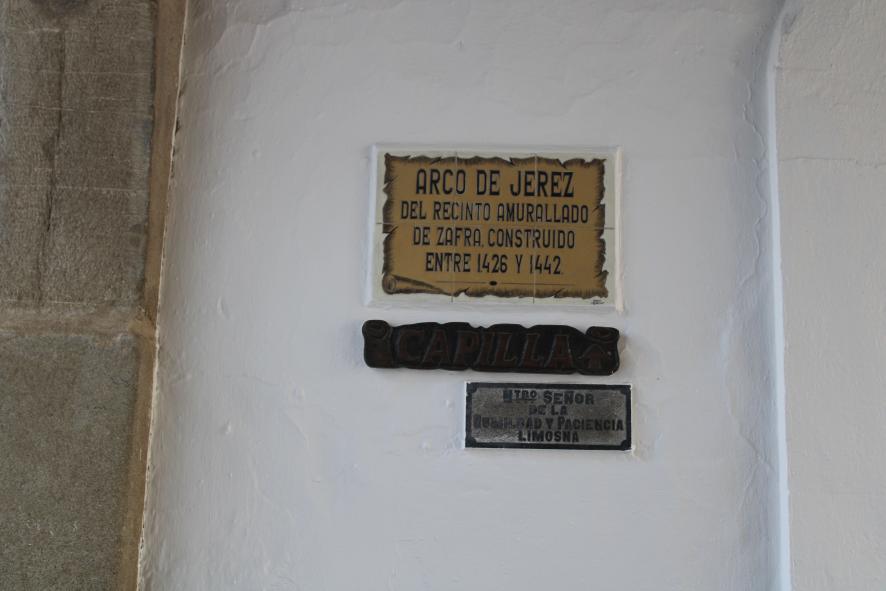 ARCO DE JEREZ
DEL RECINTO AMURALLADO
DE ZAFRA, CONSTRUIDO
ENTRE 1426 Y 1442.
CAPILLA
NTRO SEÑOR
DE LA
HUMILDAD Y PACIENCIA
LIMOSNA